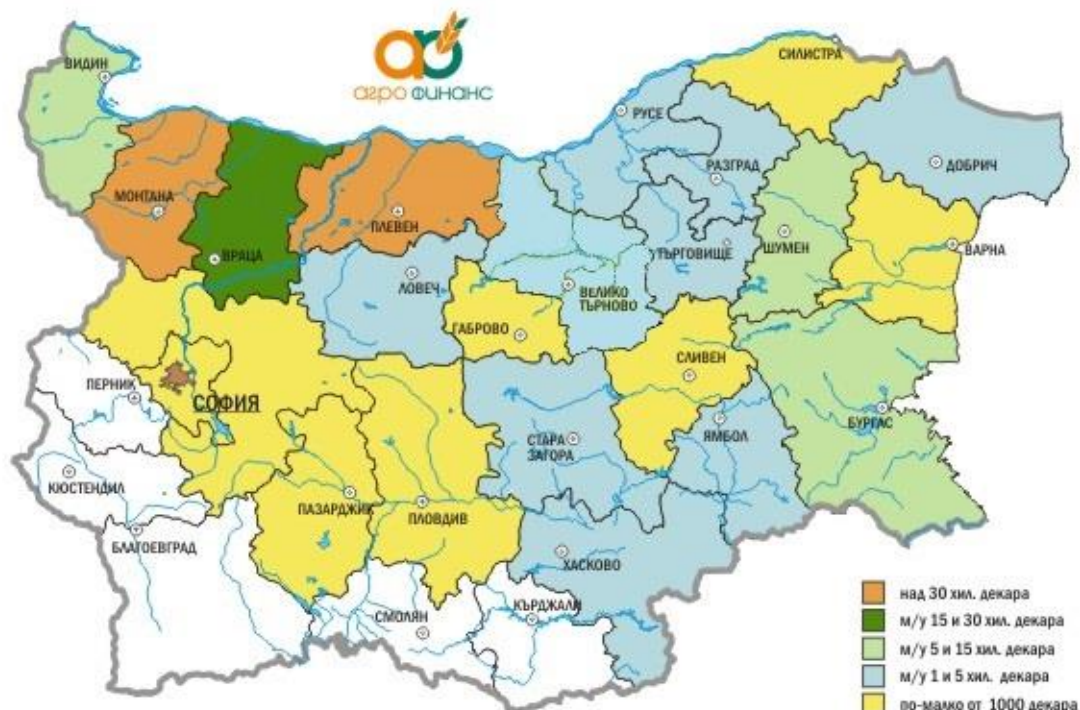 агро финанс
ВИДИН
СИЛИСТРА
РУСЕ
МОНТАНА
ВРАЦА
ПЛЕВЕН
РАЗГРАД
ДОБРИЧ
ТЪРГОВИЩЕ
ШУМЕН
ВАРНА
ЛОВЕЧ
ВЕЛИКО
ТЪРНОВО
ГАБРОВО
СЛИВЕН
ПЕРНИК
СОФИЯ
СТАРА
ЗАГОРА
ЯМБОЛ
БУРГАС
КЮСТЕНДИЛ
ПАЗАРДЖИК
ПЛОВДИВ
БЛАГОЕВГРАД
ХАСКОВО
СМОЛЯН
КЪРДЖАЛИ
над 30 хил. декара
м/у 15 и 30 хил. декара
м/у 5 и 15 хил. декара
м/у 1 и 5 хил. декара
по-малко от 1000 декара